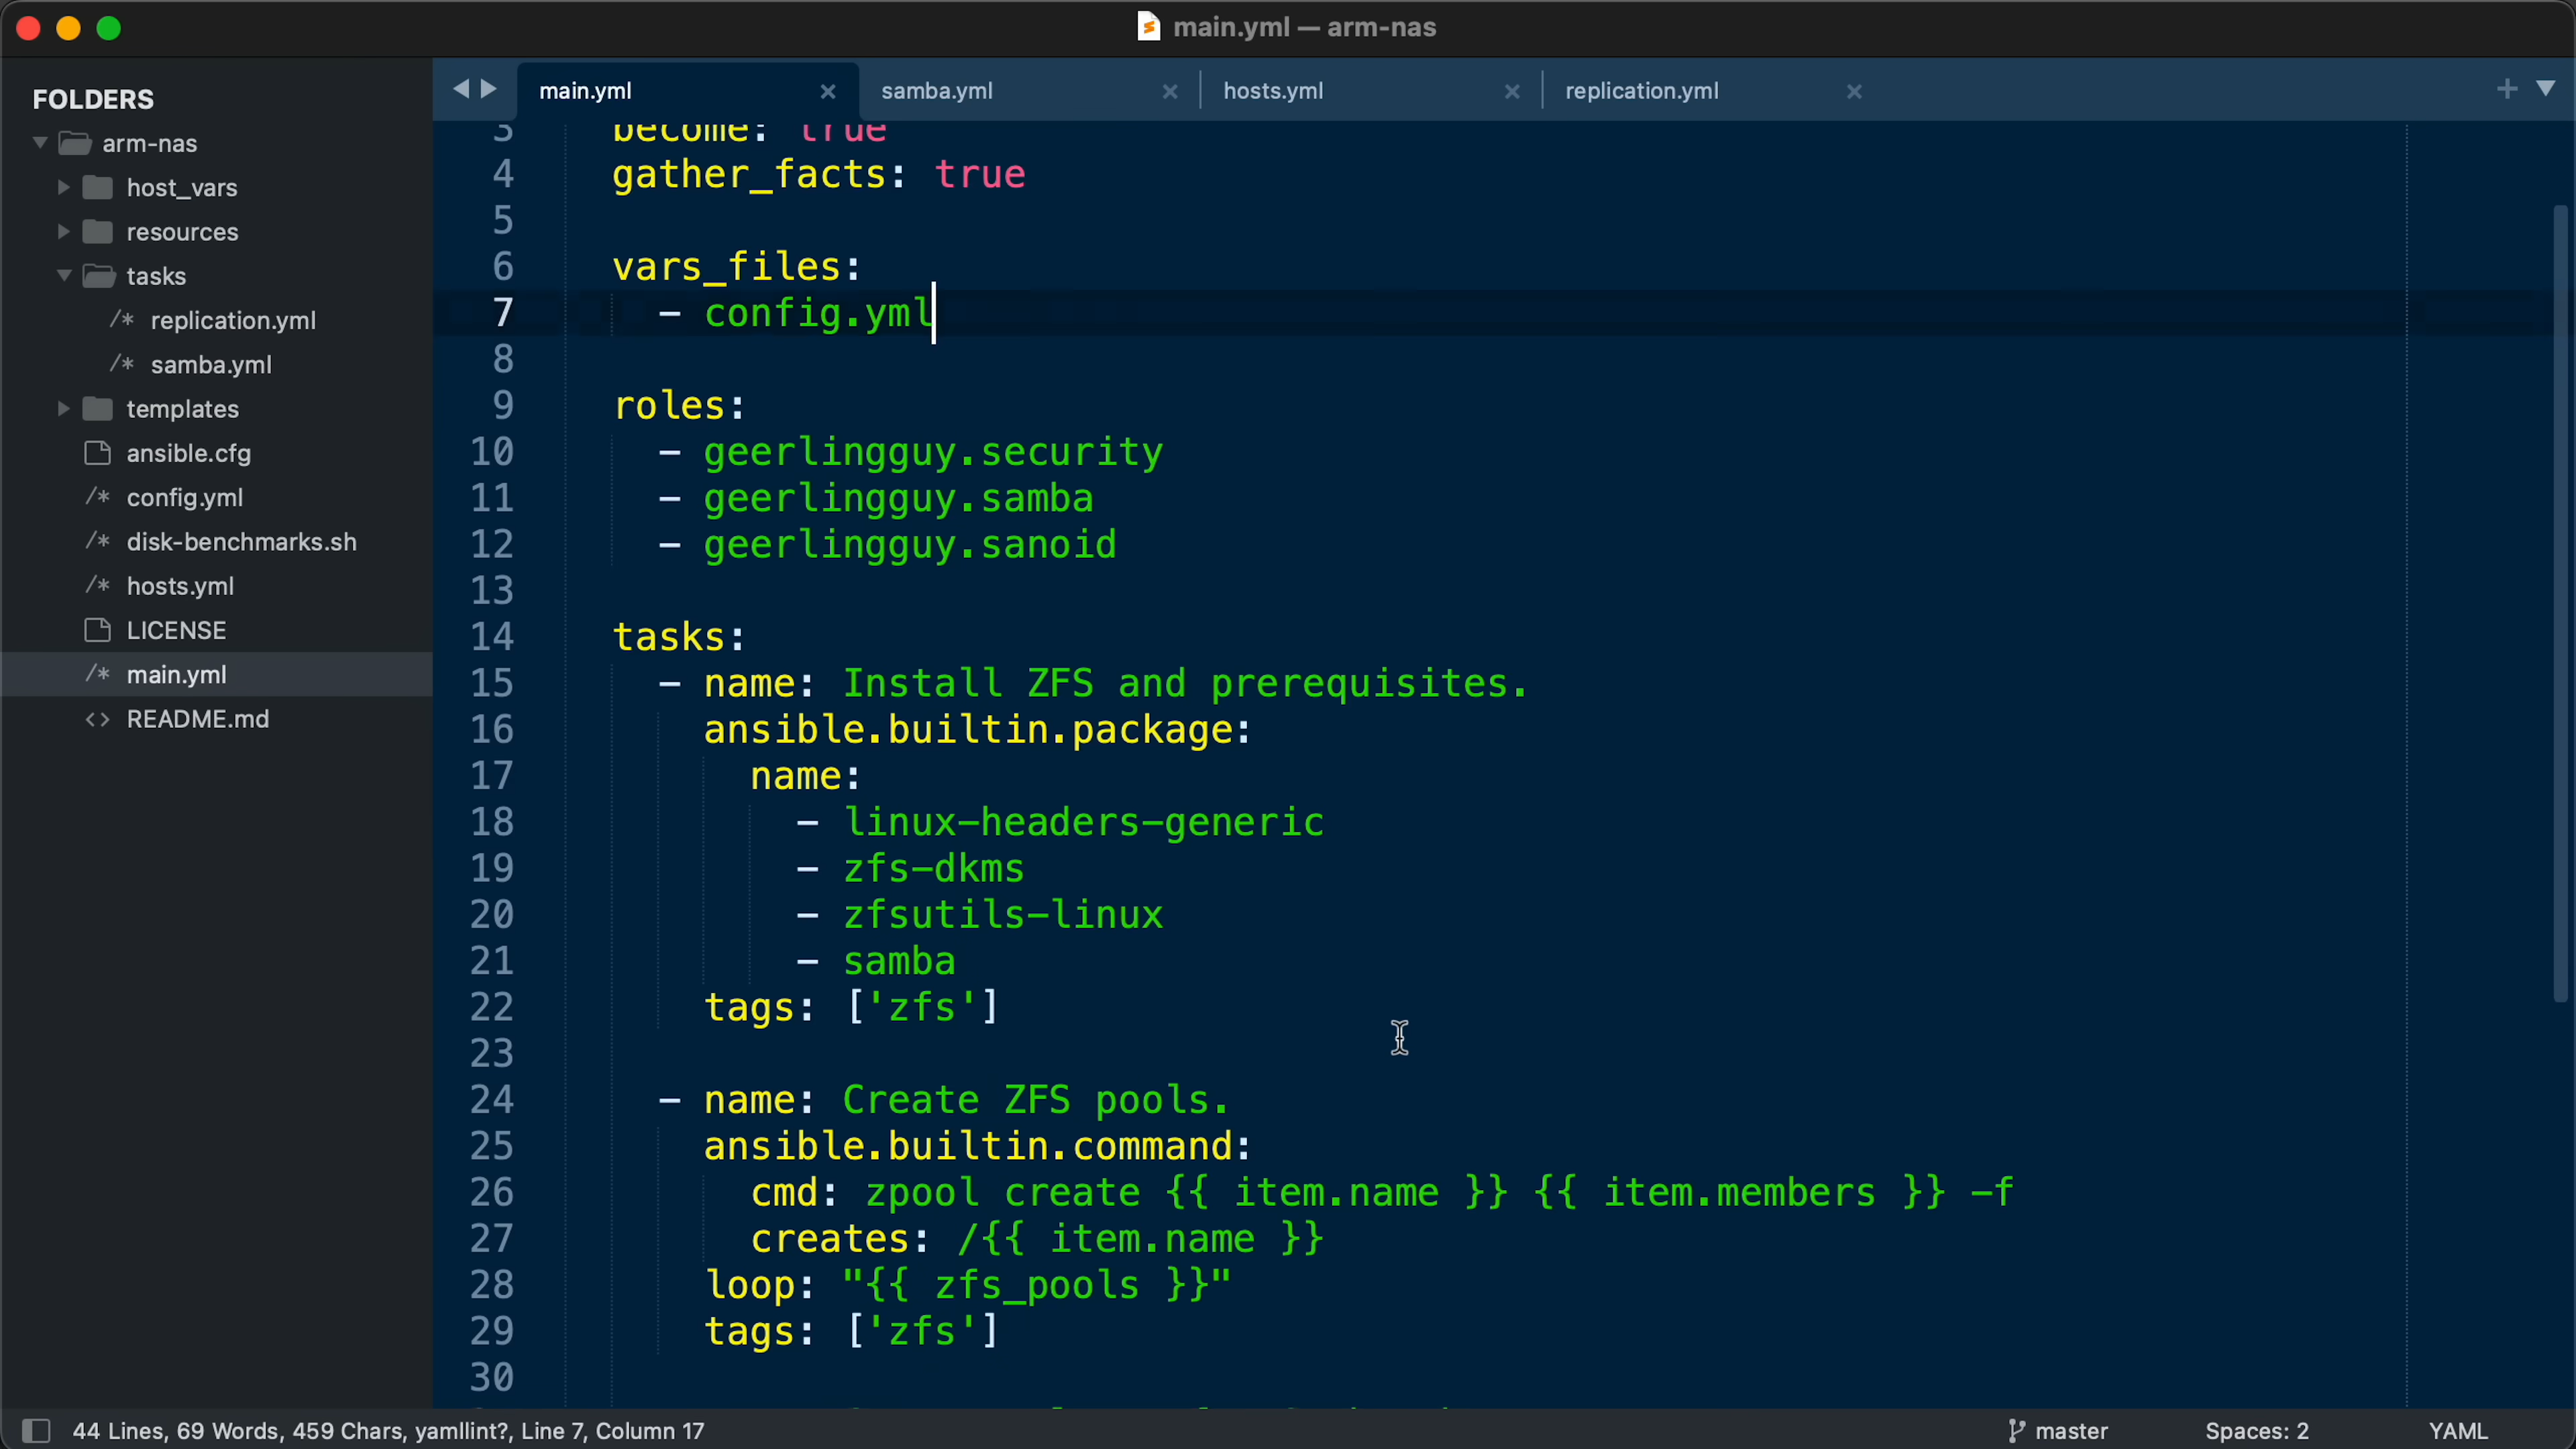 main.yml — arm-nas
FOLDERS
arm-nas
host_vars
resources
tasks
/* replication.yml
/* samba.yml
templates
ansible.cfg
/* config.yml
/* disk-benchmarks.sh
/* hosts.yml
LICENSE
/* main.yml
<> README.md
main.yml × samba.yml × hosts.yml × replication.yml ×
3 become: true
4 gather_facts: true
5
6 vars_files:
7 - config.yml
8
9 roles:
10 - geerlingguy.security
11 - geerlingguy.samba
12 - geerlingguy.sanoid
13
14 tasks:
15 - name: Install ZFS and prerequisites.
16 ansible.builtin.package:
17 name:
18 - linux-headers-generic
19 - zfs-dkms
20 - zfsutils-linux
21 - samba
22 tags: ['zfs']
23
24 - name: Create ZFS pools.
25 ansible.builtin.command:
26 cmd: zpool create {{ item.name }} {{ item.members }} -f
27 creates: /{{ item.name }}
28 loop: "{{ zfs_pools }}"
29 tags: ['zfs']
30
44 Lines, 69 Words, 459 Chars, yamllint?, Line 7, Column 17
master
Spaces: 2
YAML